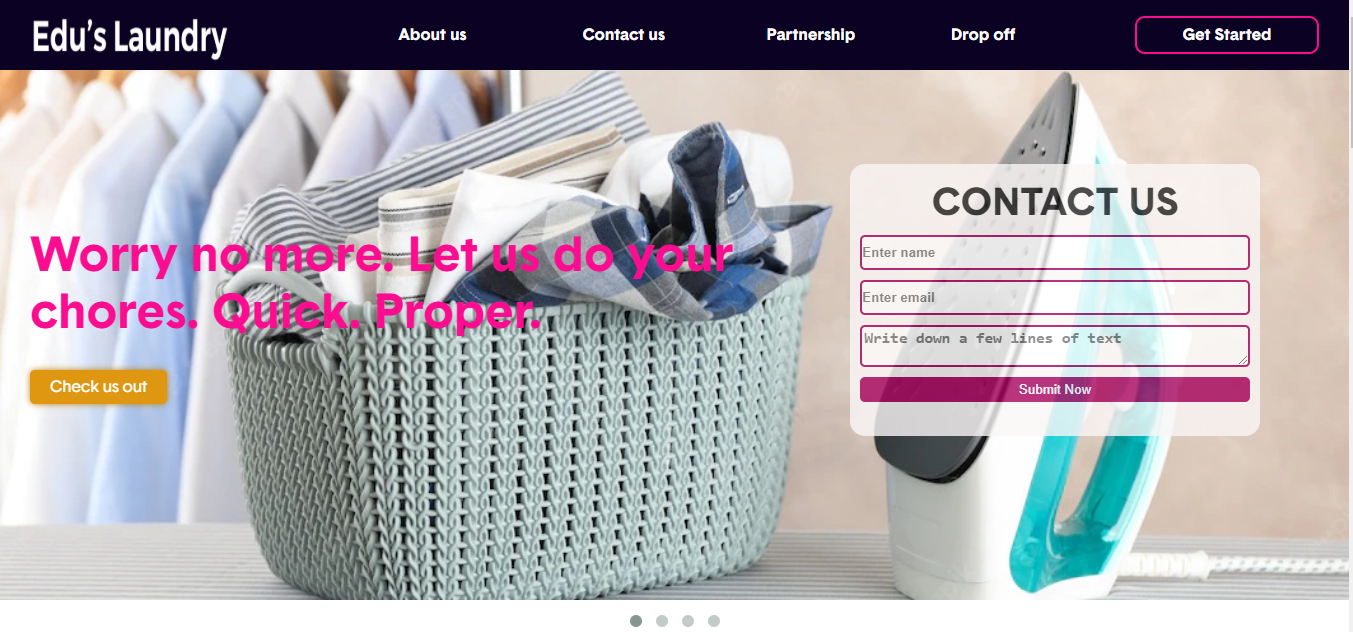 Edu's Laundry
About us
Contact us
Partnership
Drop off
Get Started
Worry no more. Let us do your
chores. Quick. Proper.
Check us out
CONTACT US
Enter name
Enter email
Write down a few lines of text
Submit Now